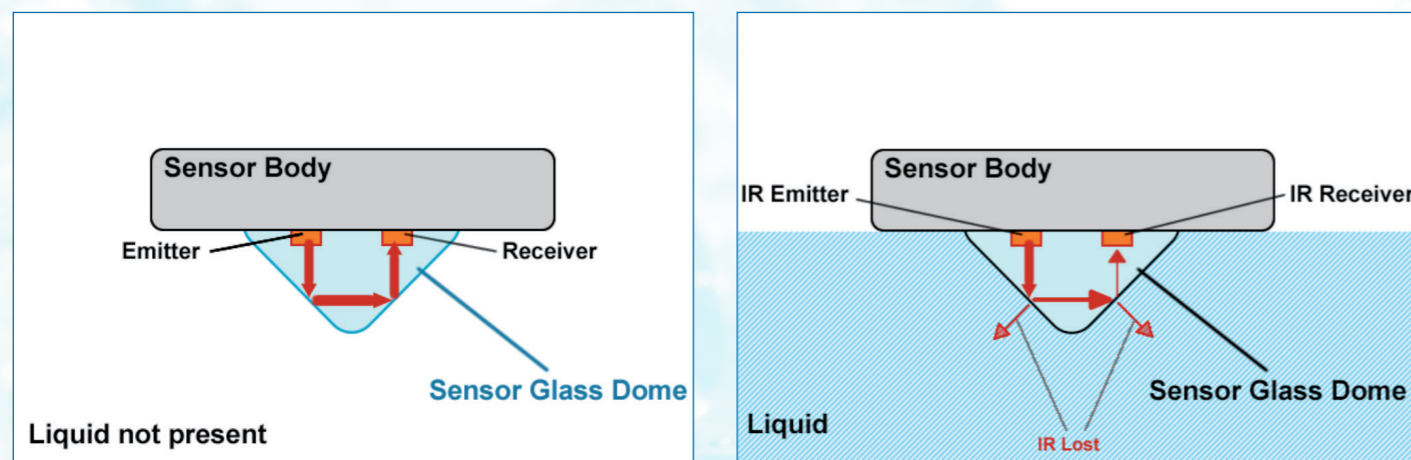 Sensor Body
Emitter
Receiver
Sensor Glass Dome
Liquid not present
Sensor Body
IR Emitter
IR Receiver
Sensor Glass Dome
Liquid
IR Lost